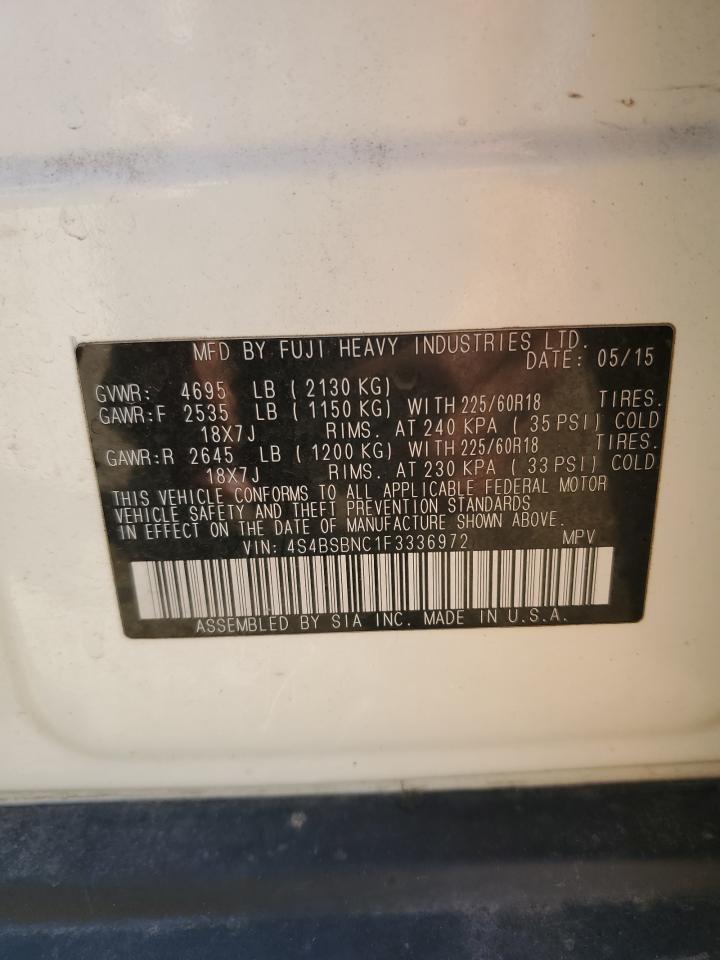 MFD BY FUJI HEAVY INDUSTRIES LTD.
DATE: 05/15
GVWR: 4695 LB ( 2130 KG)
GAWR:F 2535 LB ( 1150 KG) WITH 225/60R18 TIRES.
18X7J RIMS. AT 240 KPA ( 35 PSI) COLD
GAWR:R 2645 LB ( 1200 KG) WITH 225/60R18 TIRES.
18X7J RIMS. AT 230 KPA ( 33 PSI) COLD.
THIS VEHICLE CONFORMS TO ALL APPLICABLE FEDERAL MOTOR
VEHICLE SAFETY AND THEFT PREVENTION STANDARDS
IN EFFECT ON THE DATE OF MANUFACTURE SHOWN ABOVE.
VIN: 4S4BSBNC1F3336972 MPV
ASSEMBLED BY SIA INC. MADE IN U.S.A.